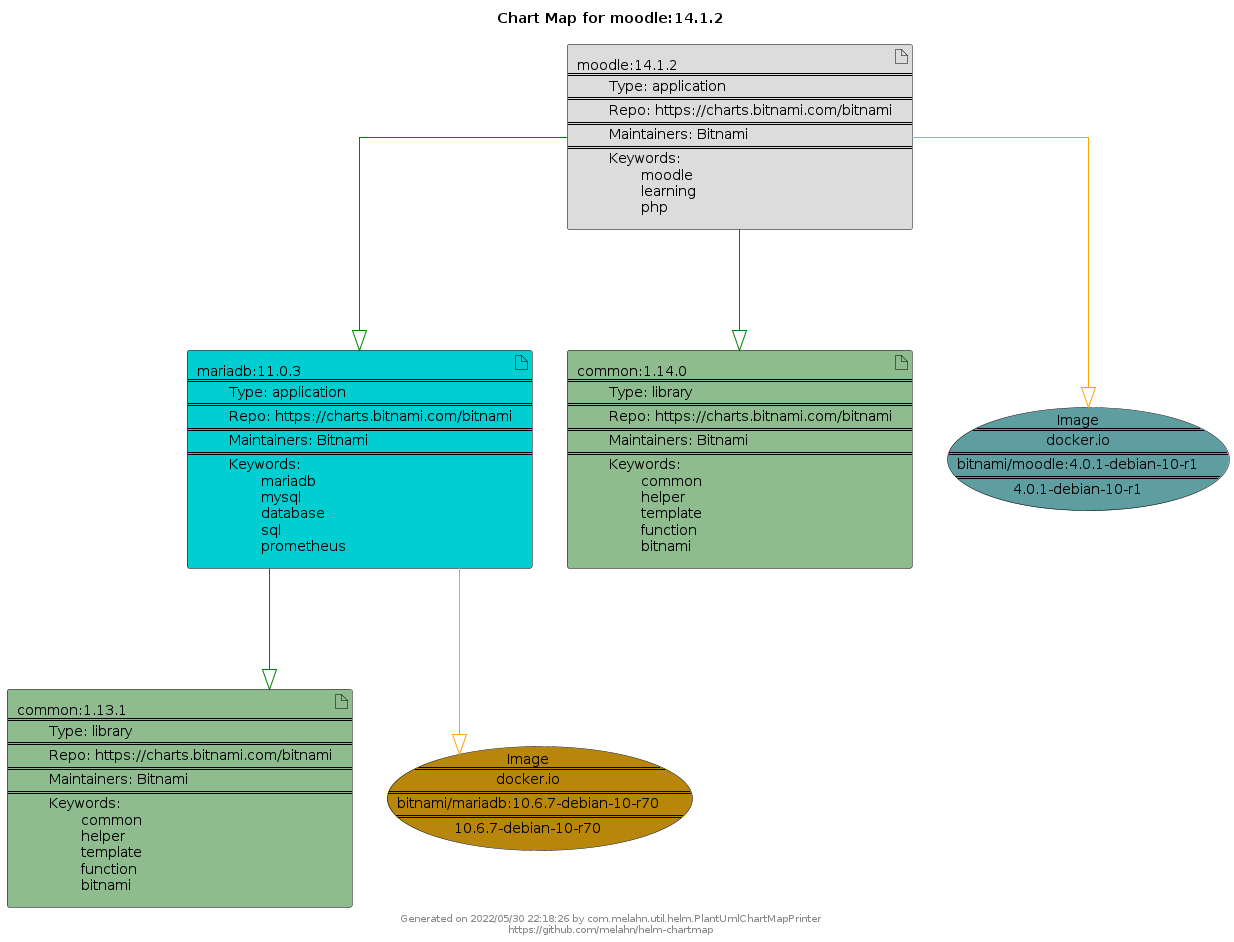 Chart Map for moodle:14.1.2
moodle:14.1.2
Type: application
Repo: https://charts.bitnami.com/bitnami
Maintainers: Bitnami
Keywords:
moodle
learning
php
mariadb:11.0.3
Type: application
Repo: https://charts.bitnami.com/bitnami
Maintainers: Bitnami
Keywords:
mariadb
mysql
database
sql
prometheus
common:1.14.0
Type: library
Repo: https://charts.bitnami.com/bitnami
Maintainers: Bitnami
Keywords:
common
helper
template
function
bitnami
Image
docker.io
bitnami/moodle:4.0.1-debian-10-r1
4.0.1-debian-10-r1
common:1.13.1
Type: library
Repo: https://charts.bitnami.com/bitnami
Maintainers: Bitnami
Keywords:
common
helper
template
function
bitnami
Image
docker.io
bitnami/mariadb:10.6.7-debian-10-r70
10.6.7-debian-10-r70
Generated on 2022/05/30 22:18:26 by com.melahn.util.helm.PlantUmlChartMapPrinter
https://github.com/melahn/helm-chartmap